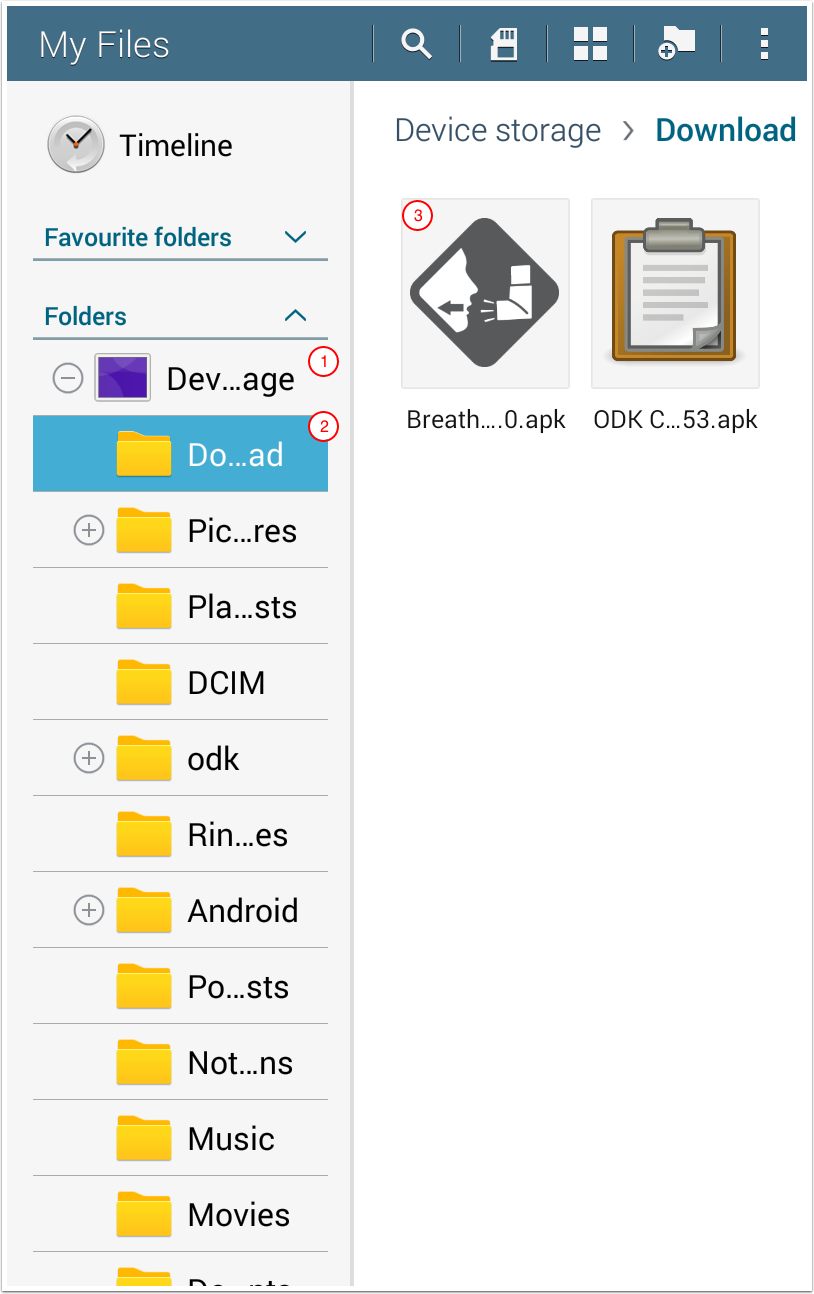 My Files
Timeline
Favourite folders
Folders
1
Dev...age
2
Do...ad
Pic...res
Pla...sts
DCIM
odk
Rin...es
Android
Po...sts
Not...ns
Music
Movies
Device storage > Download
3
Breath....0.apk
ODK C...53.apk